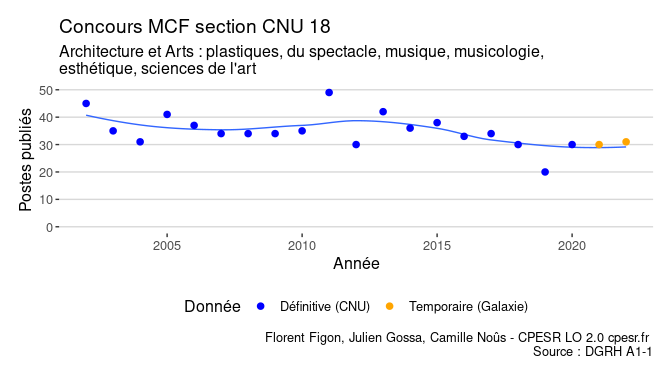 Concours MCF section CNU 18
Architecture et Arts : plastiques, du spectacle, musique, musicologie,
esthétique, sciences de l'art
Postes publiés
50
40
30
20
10
0
2005 2010 2015 2020
Année
Donnée Définitive (CNU) Temporaire (Galaxie)
Florent Figon, Julien Gossa, Camille Noûs - CPESR LO 2.0 cpesr.fr
Source : DGRH A1-1